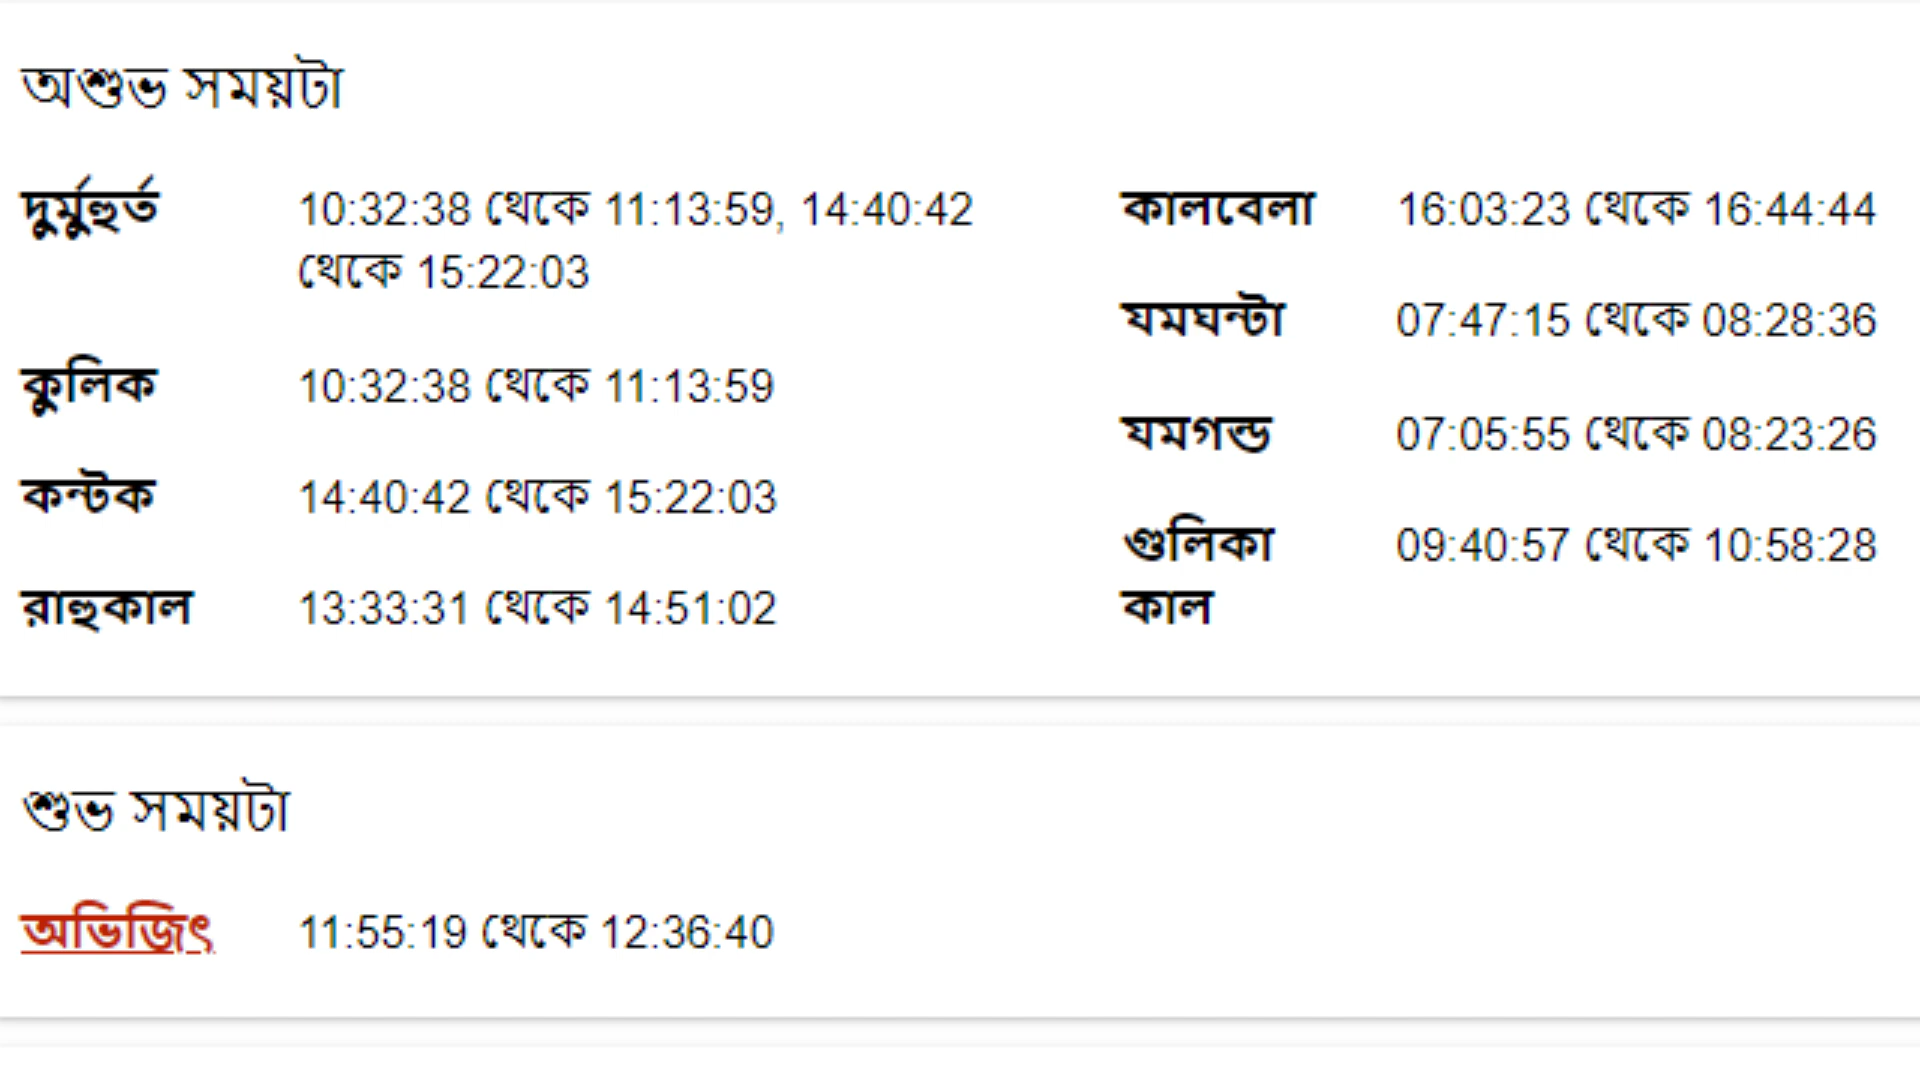 অশুভ সময়টা
দুর্মুহুর্ত 10:32:38 থেকে 11:13:59, 14:40:42
থেকে 15:22:03
কুলিক 10:32:38 থেকে 11:13:59
কন্টক 14:40:42 থেকে 15:22:03
রাহুকাল 13:33:31 থেকে 14:51:02
কালবেলা 16:03:23 থেকে 16:44:44
যমঘন্টা 07:47:15 থেকে 08:28:36
যমগন্ড 07:05:55 থেকে 08:23:26
গুলিকা 09:40:57 থেকে 10:58:28
কাল
শুভ সময়টা
অভিজিৎ 11:55:19 থেকে 12:36:40